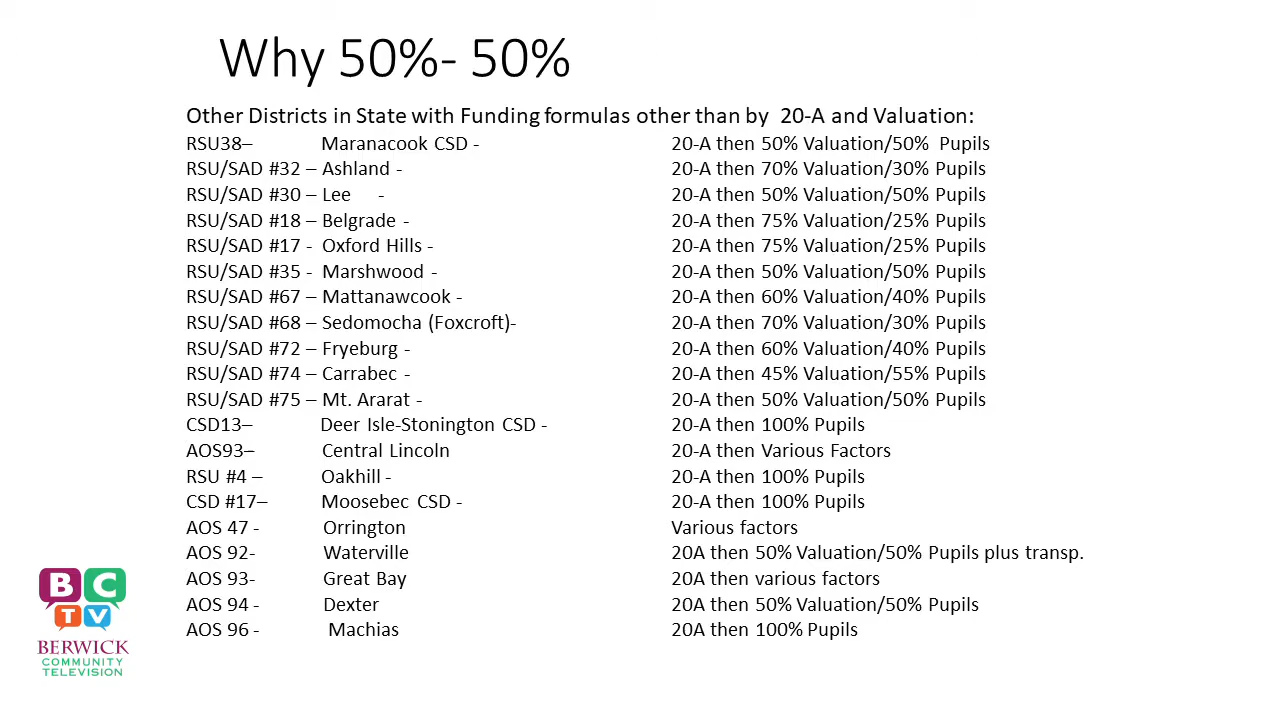 Why 50%- 50%
Other Districts in State with Funding formulas other than by 20-A and Valuation:
RSU38– Maranacook CSD - 20-A then 50% Valuation/50% Pupils
RSU/SAD #32 – Ashland - 20-A then 70% Valuation/30% Pupils
RSU/SAD #30 – Lee - 20-A then 50% Valuation/50% Pupils
RSU/SAD #18 – Belgrade - 20-A then 75% Valuation/25% Pupils
RSU/SAD #17 - Oxford Hills - 20-A then 75% Valuation/25% Pupils
RSU/SAD #35 - Marshwood - 20-A then 50% Valuation/50% Pupils
RSU/SAD #67 – Mattanawcook - 20-A then 60% Valuation/40% Pupils
RSU/SAD #68 – Sedomocha (Foxcroft)- 20-A then 70% Valuation/30% Pupils
RSU/SAD #72 – Fryeburg - 20-A then 60% Valuation/40% Pupils
RSU/SAD #74 – Carrabec - 20-A then 45% Valuation/55% Pupils
RSU/SAD #75 – Mt. Ararat - 20-A then 50% Valuation/50% Pupils
CSD13– Deer Isle-Stonington CSD - 20-A then 100% Pupils
AOS93– Central Lincoln 20-A then Various Factors
RSU #4 – Oakhill - 20-A then 100% Pupils
CSD #17– Moosebec CSD - 20-A then 100% Pupils
AOS 47 - Orrington Various factors
AOS 92- Waterville 20A then 50% Valuation/50% Pupils plus transp.
AOS 93- Great Bay 20A then various factors
AOS 94 - Dexter 20A then 50% Valuation/50% Pupils
AOS 96 - Machias 20A then 100% Pupils
BC
TV
BERWICK
COMMUNITY
TELEVISION